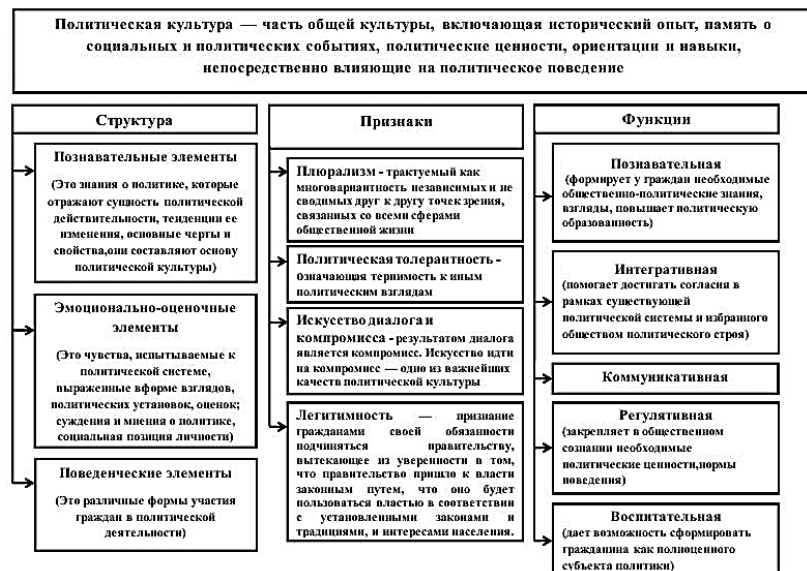 Политическая культура — часть общей культуры, включающая исторический опыт, память о
социальных и политических событиях, политические ценности, ориентации и навыки,
непосредственно влияющие на политическое поведение
Структура
Познавательные элементы
(Это знания о политике, которые
отражают сущность политической
действительности, тенденции ее
изменения, основные черты и
свойства,они составляют основу
политической культуры)
Эмоционально-оценочные
элементы
(Это чувства, испытываемые к
политической системе,
выраженные вформе взглядов,
политических установок, оценок;
суждения и мнения о политике,
социальная позиция личности)
Поведенческие элементы
(Это различные формы участия
граждан в политической
деятельности)
Признаки
Плюрализм - трактуемый как
многовариантность независимых и не
сводимых друг к другу точек зрения,
связанных со всеми сферами
общественной жизни
Политическая толерантность -
означающая терпимость к иным
политическим взглядам
Искусство диалога и
компромисса - результатом диалога
является компромисс. Искусство идти
на компромисс — одно из важнейших
качеств политической культуры
Легитимность — признание
гражданами своей обязанности
подчиняться правительству,
вытекающее из уверенности в том,
что правительство пришло к власти
законным путем, что оно будет
пользоваться властью в соответствии
с установленными законами и
традициями, и интересами населения.
Функции
Познавательная
(формирует у граждан необходимые
общественно-политические знания,
взгляды, повышает политическую
образованность)
Интегративная
(помогает достигать согласия в
рамках существующей
политической системы и избранного
обществом политического строя)
Коммуникативная
Регулятивная
(закрепляет в общественном
сознании необходимые
политические ценности,нормы
поведения)
Воспитательная
(дает возможность сформировать
гражданина как полноценного
субъекта политики)